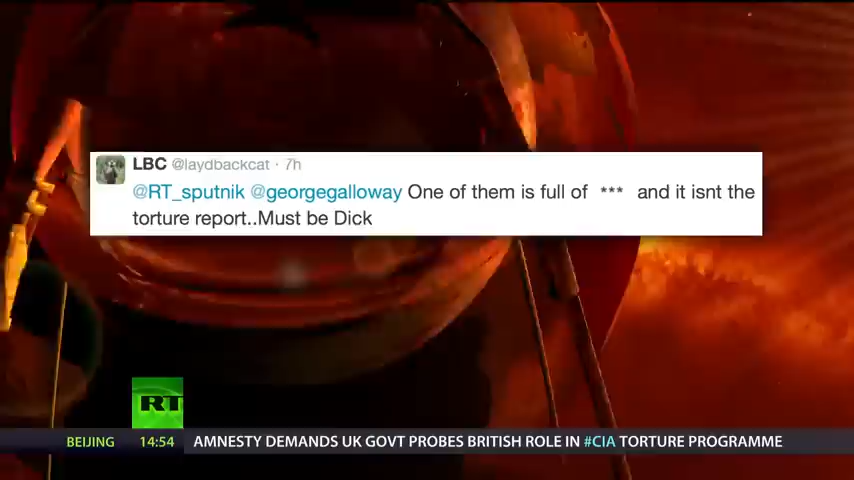 LBC @laydbackcat · 7h
@RT_sputnik @georgegalloway One of them is full of *** and it isnt the
torture report..Must be Dick
RT
BEIJING 14:54 AMNESTY DEMANDS UK GOVT PROBES BRITISH ROLE IN #CIA TORTURE PROGRAMME